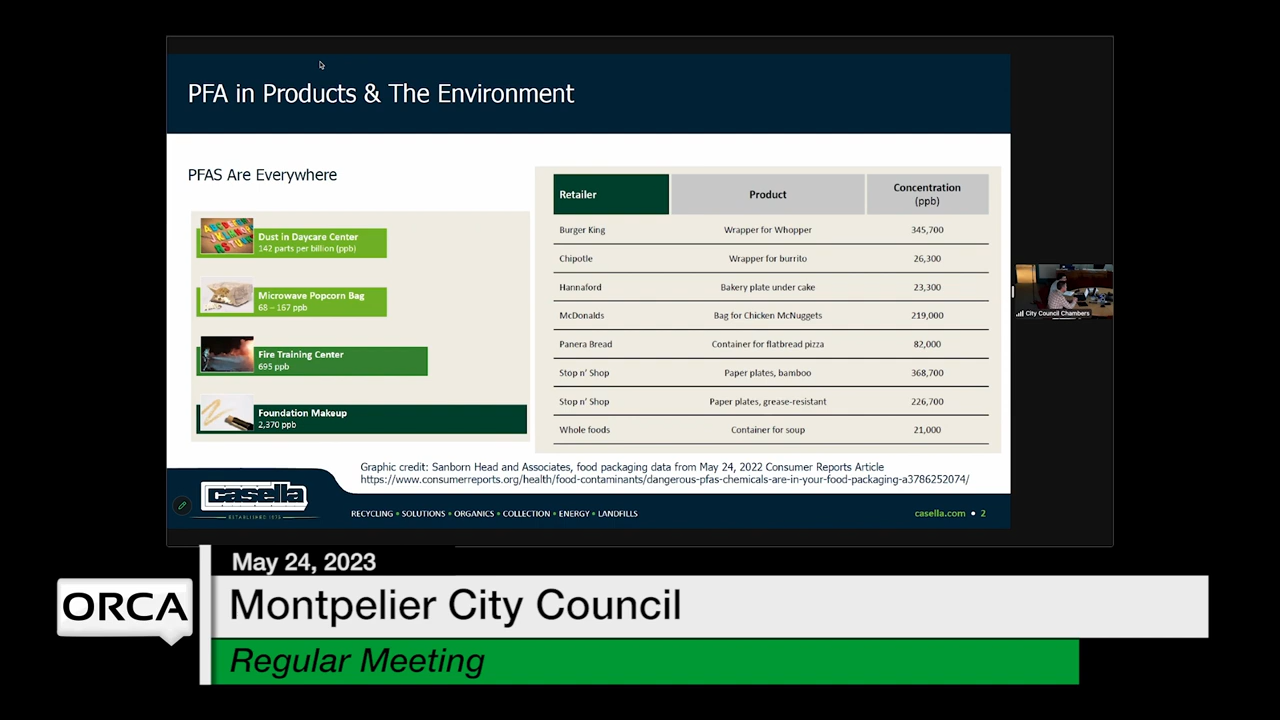 PFA in Products & The Environment
PFAS Are Everywhere
Dust in Daycare Center
142 parts per billion (ppb)
Microwave Popcorn Bag
68 – 167 ppb
Fire Training Center
695 ppb
Foundation Makeup
2,370 ppb
Retailer Product Concentration (ppb)
Burger King Wrapper for Whopper 345,700
Chipotle Wrapper for burrito 26,300
Hannaford Bakery plate under cake 23,300
McDonalds Bag for Chicken McNuggets 219,000
Panera Bread Container for flatbread pizza 82,000
Stop n' Shop Paper plates, bamboo 368,700
Stop n' Shop Paper plates, grease-resistant 226,700
Whole foods Container for soup 21,000
Graphic credit: Sanborn Head and Associates, food packaging data from May 24, 2022 Consumer Reports Article
https://www.consumerreports.org/health/food-contaminants/dangerous-pfas-chemicals-are-in-your-food-packaging-a3786252074/
casella
ESTABLISHED 1975
RECYCLING • SOLUTIONS • ORGANICS • COLLECTION • ENERGY • LANDFILLS
casella.com • 2
City Council Chambers
May 24, 2023
ORCA
Montpelier City Council
Regular Meeting